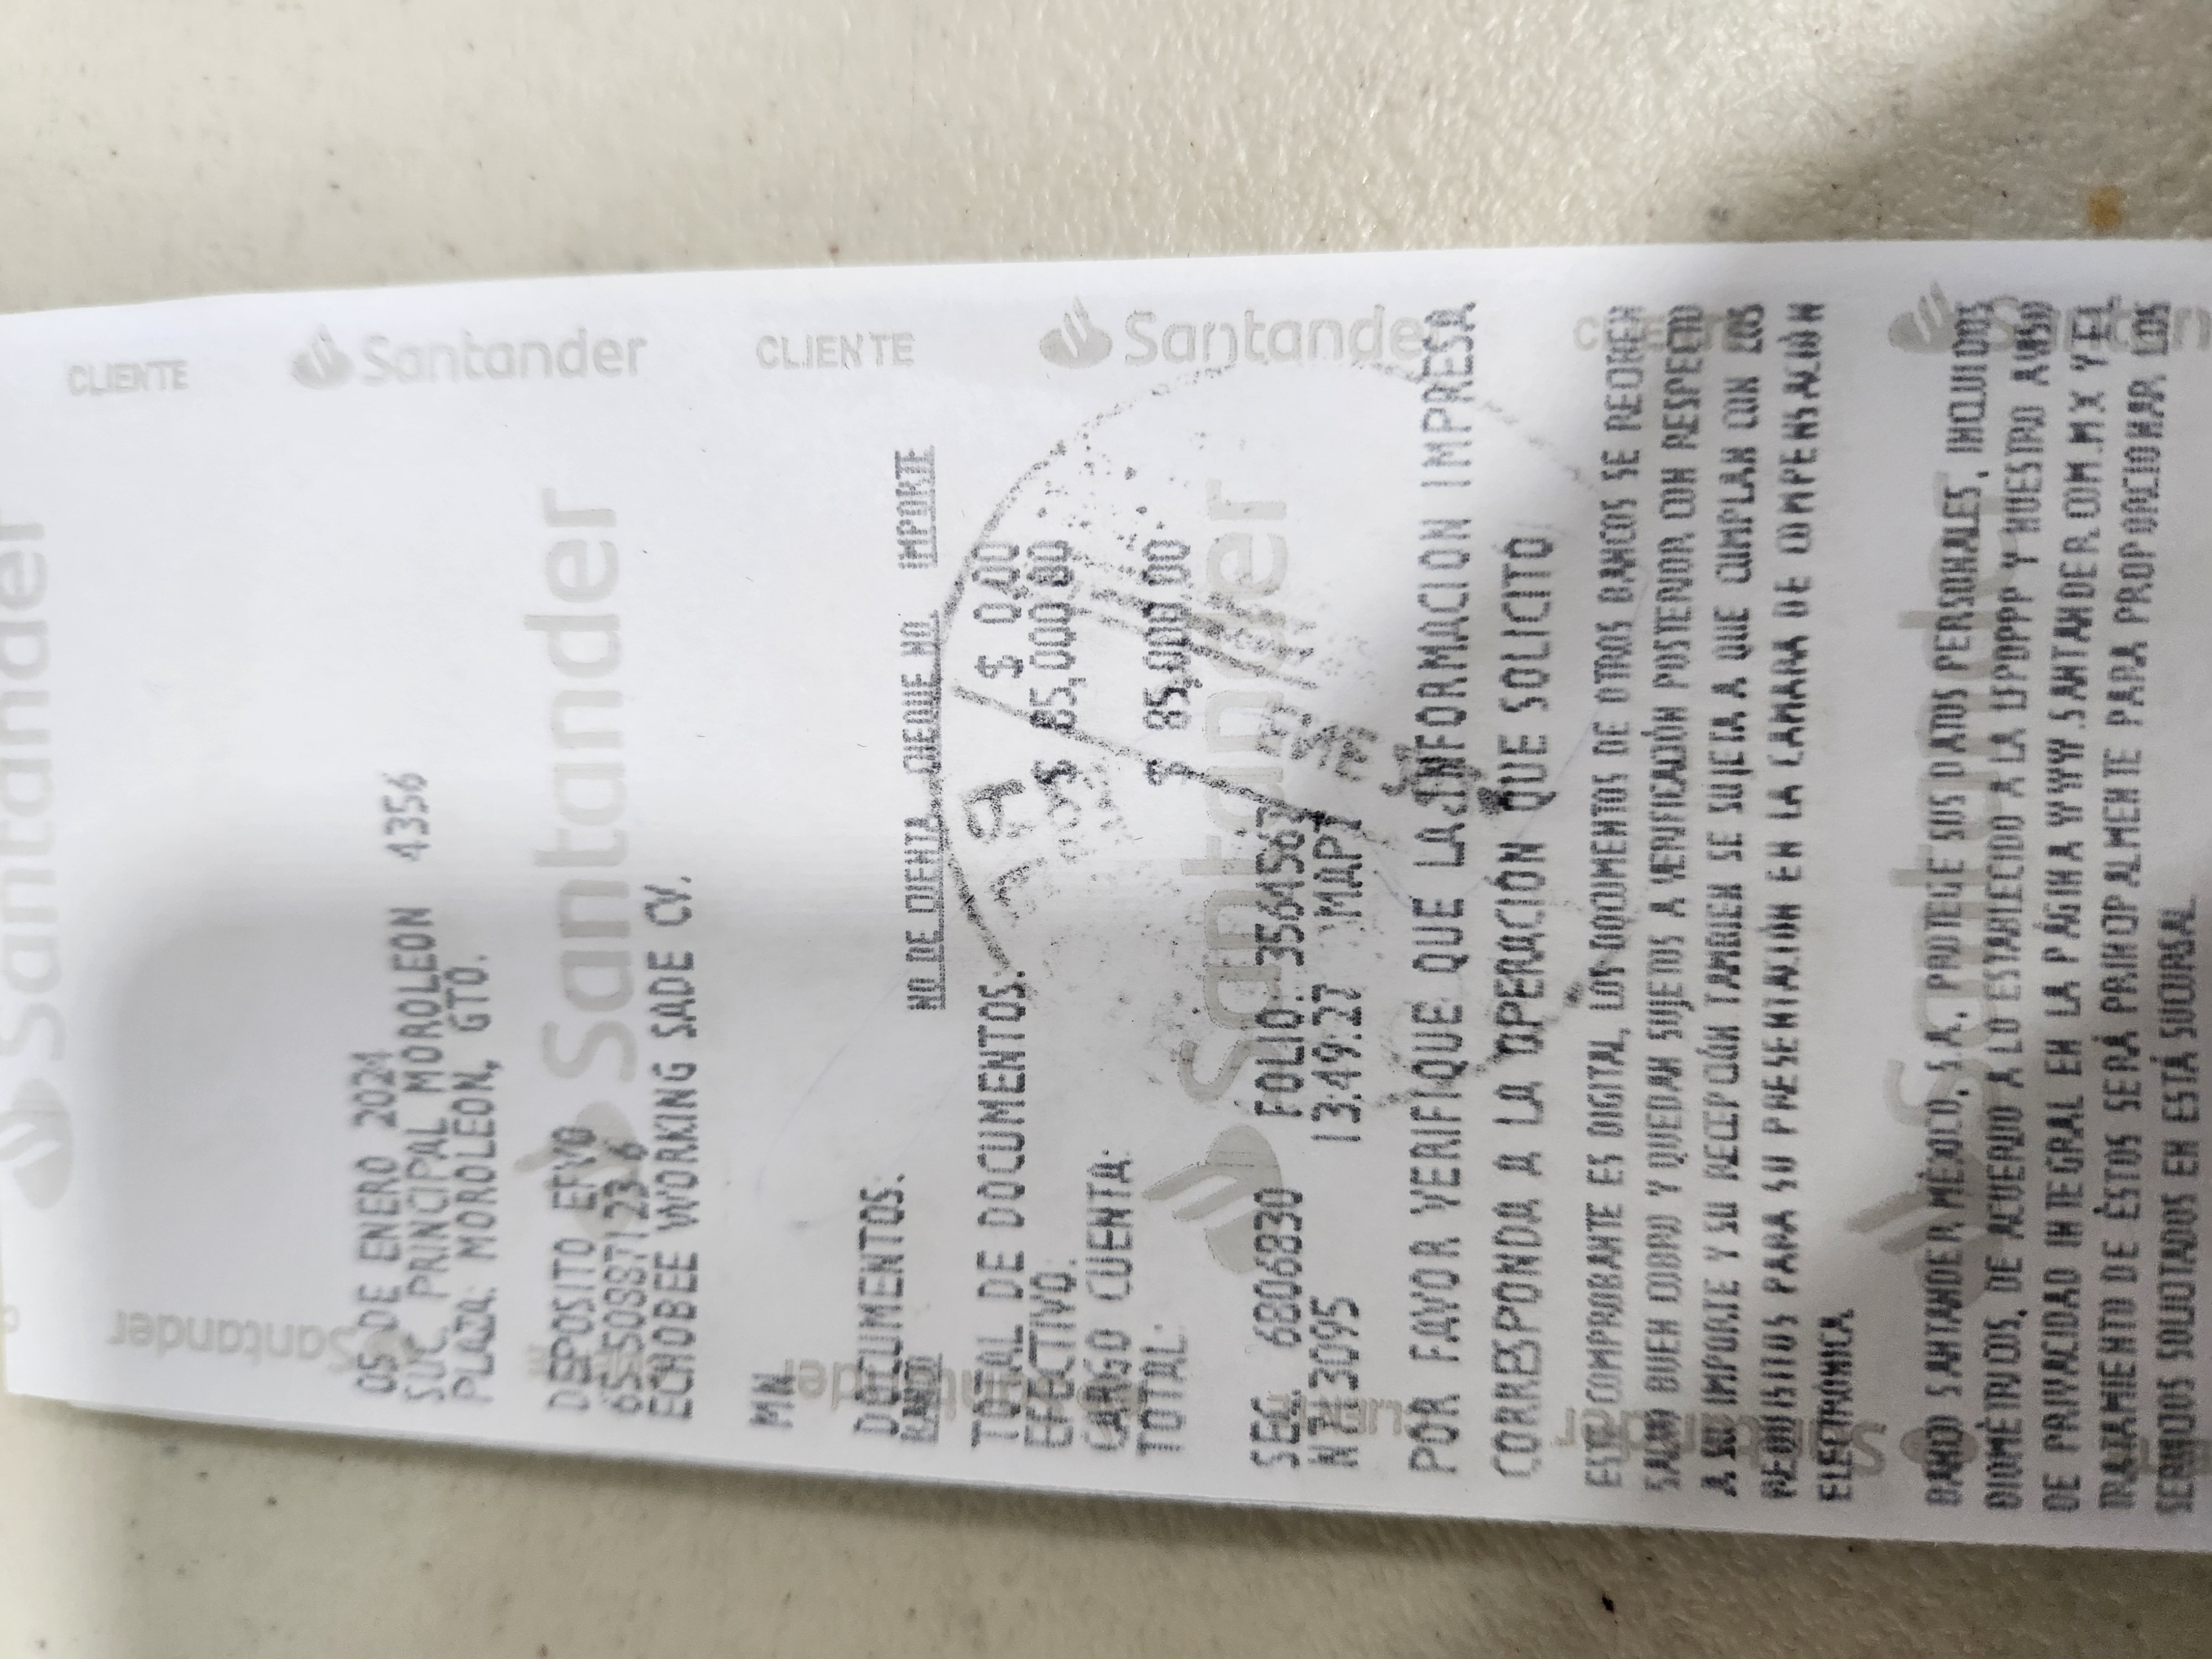 CLIENTE
Santander
CLIENTE
Santander
Santander
05 DE ENERO 2024
SUC. PRINCIPAL MOROLEON 4356
PLAZA: MOROLEON, GTO.
DEPOSITO EFVO
65-50887123-6
ECHOBEE WORKING SADE CV.
MN
DOCUMENTOS:
BANCO NO DE CUENTA CHEQUE NO. IMPORTE
TOTAL DE DOCUMENTOS: $ 0.00
EFECTIVO: $ 85,000.00
CARGO CUENTA:
TOTAL: $ 85,000.00
SEC 6806830 FOLIO: 3564567
N713095 13:49:27 MAP7
POR FAVOR VERIFIQUE QUE LA INFORMACION IMPRESA
CORRESPONDA A LA OPERACIÓN QUE SOLICITO
ESTE COMPROBANTE ES DIGITAL, LOS DOCUMENTOS DE OTROS BANCOS SE RECIBEN
SALVO BUEN COBRO Y QUEDAN SUJETOS A VERIFICACIÓN POSTERIOR CON RESPECTO
A SU IMPORTE Y SU RECEPCIÓN TAMBIEN SE SUJETA A QUE CUMPLAN CON LOS
REQUISITOS PARA SU PRESENTACIÓN EN LA CAMARA DE COMPENSACIÓN
ELECTRÓNICA
BANCO SANTANDER MÉXICO, S.A. PROTEGE SUS DATOS PERSONALES, INCLUIDOS
BIOMÉTRICOS, DE ACUERDO A LO ESTABLECIDO A LA LFPDPPP Y NUESTRO AVISO
DE PRIVACIDAD INTEGRAL EN LA PÁGINA WWW.SANTANDER.COM.MX Y EL
TRATAMIENTO DE ÉSTOS SERÁ PRINCIPALMENTE PARA PROPORCIONAR LOS
SERVICIOS SOLICITADOS EN ESTÁ SUCURSAL